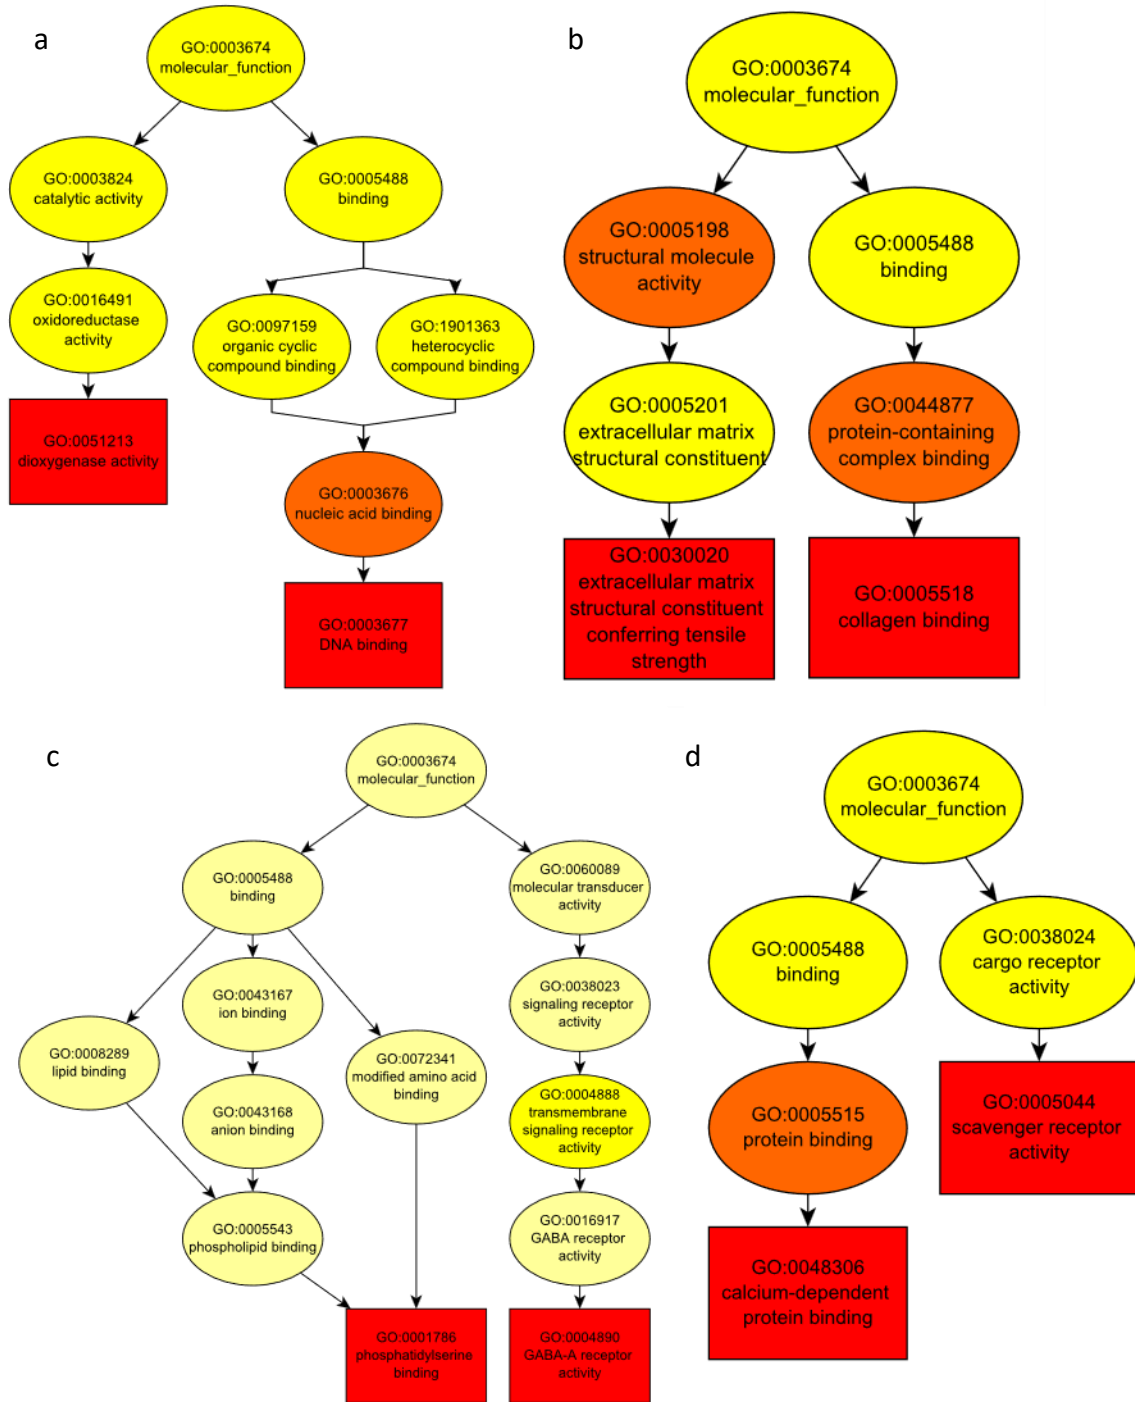 a
GO:0003674
molecular_function
GO:0003824
catalytic activity
GO:0005488
binding
GO:0016491
oxidoreductase
activity
GO:0097159
organic cyclic
compound binding
GO:1901363
heterocyclic
compound binding
GO:0051213
dioxygenase activity
GO:0003676
nucleic acid binding
GO:0003677
DNA binding
b
GO:0003674
molecular_function
GO:0005198
structural molecule
activity
GO:0005488
binding
GO:0005201
extracellular matrix
structural constituent
GO:0044877
protein-containing
complex binding
GO:0030020
extracellular matrix
structural constituent
conferring tensile
strength
GO:0005518
collagen binding
c
GO:0003674
molecular_function
GO:0005488
binding
GO:0060089
molecular transducer
activity
GO:0043167
ion binding
GO:0038023
signaling receptor
activity
GO:0008289
lipid binding
GO:0072341
modified amino acid
binding
GO:0043168
anion binding
GO:0004888
transmembrane
signaling receptor
activity
GO:0005543
phospholipid binding
GO:0016917
GABA receptor
activity
GO:0001786
phosphatidylserine
binding
GO:0004890
GABA-A receptor
activity
d
GO:0003674
molecular_function
GO:0005488
binding
GO:0038024
cargo receptor
activity
GO:0005515
protein binding
GO:0005044
scavenger receptor
activity
GO:0048306
calcium-dependent
protein binding